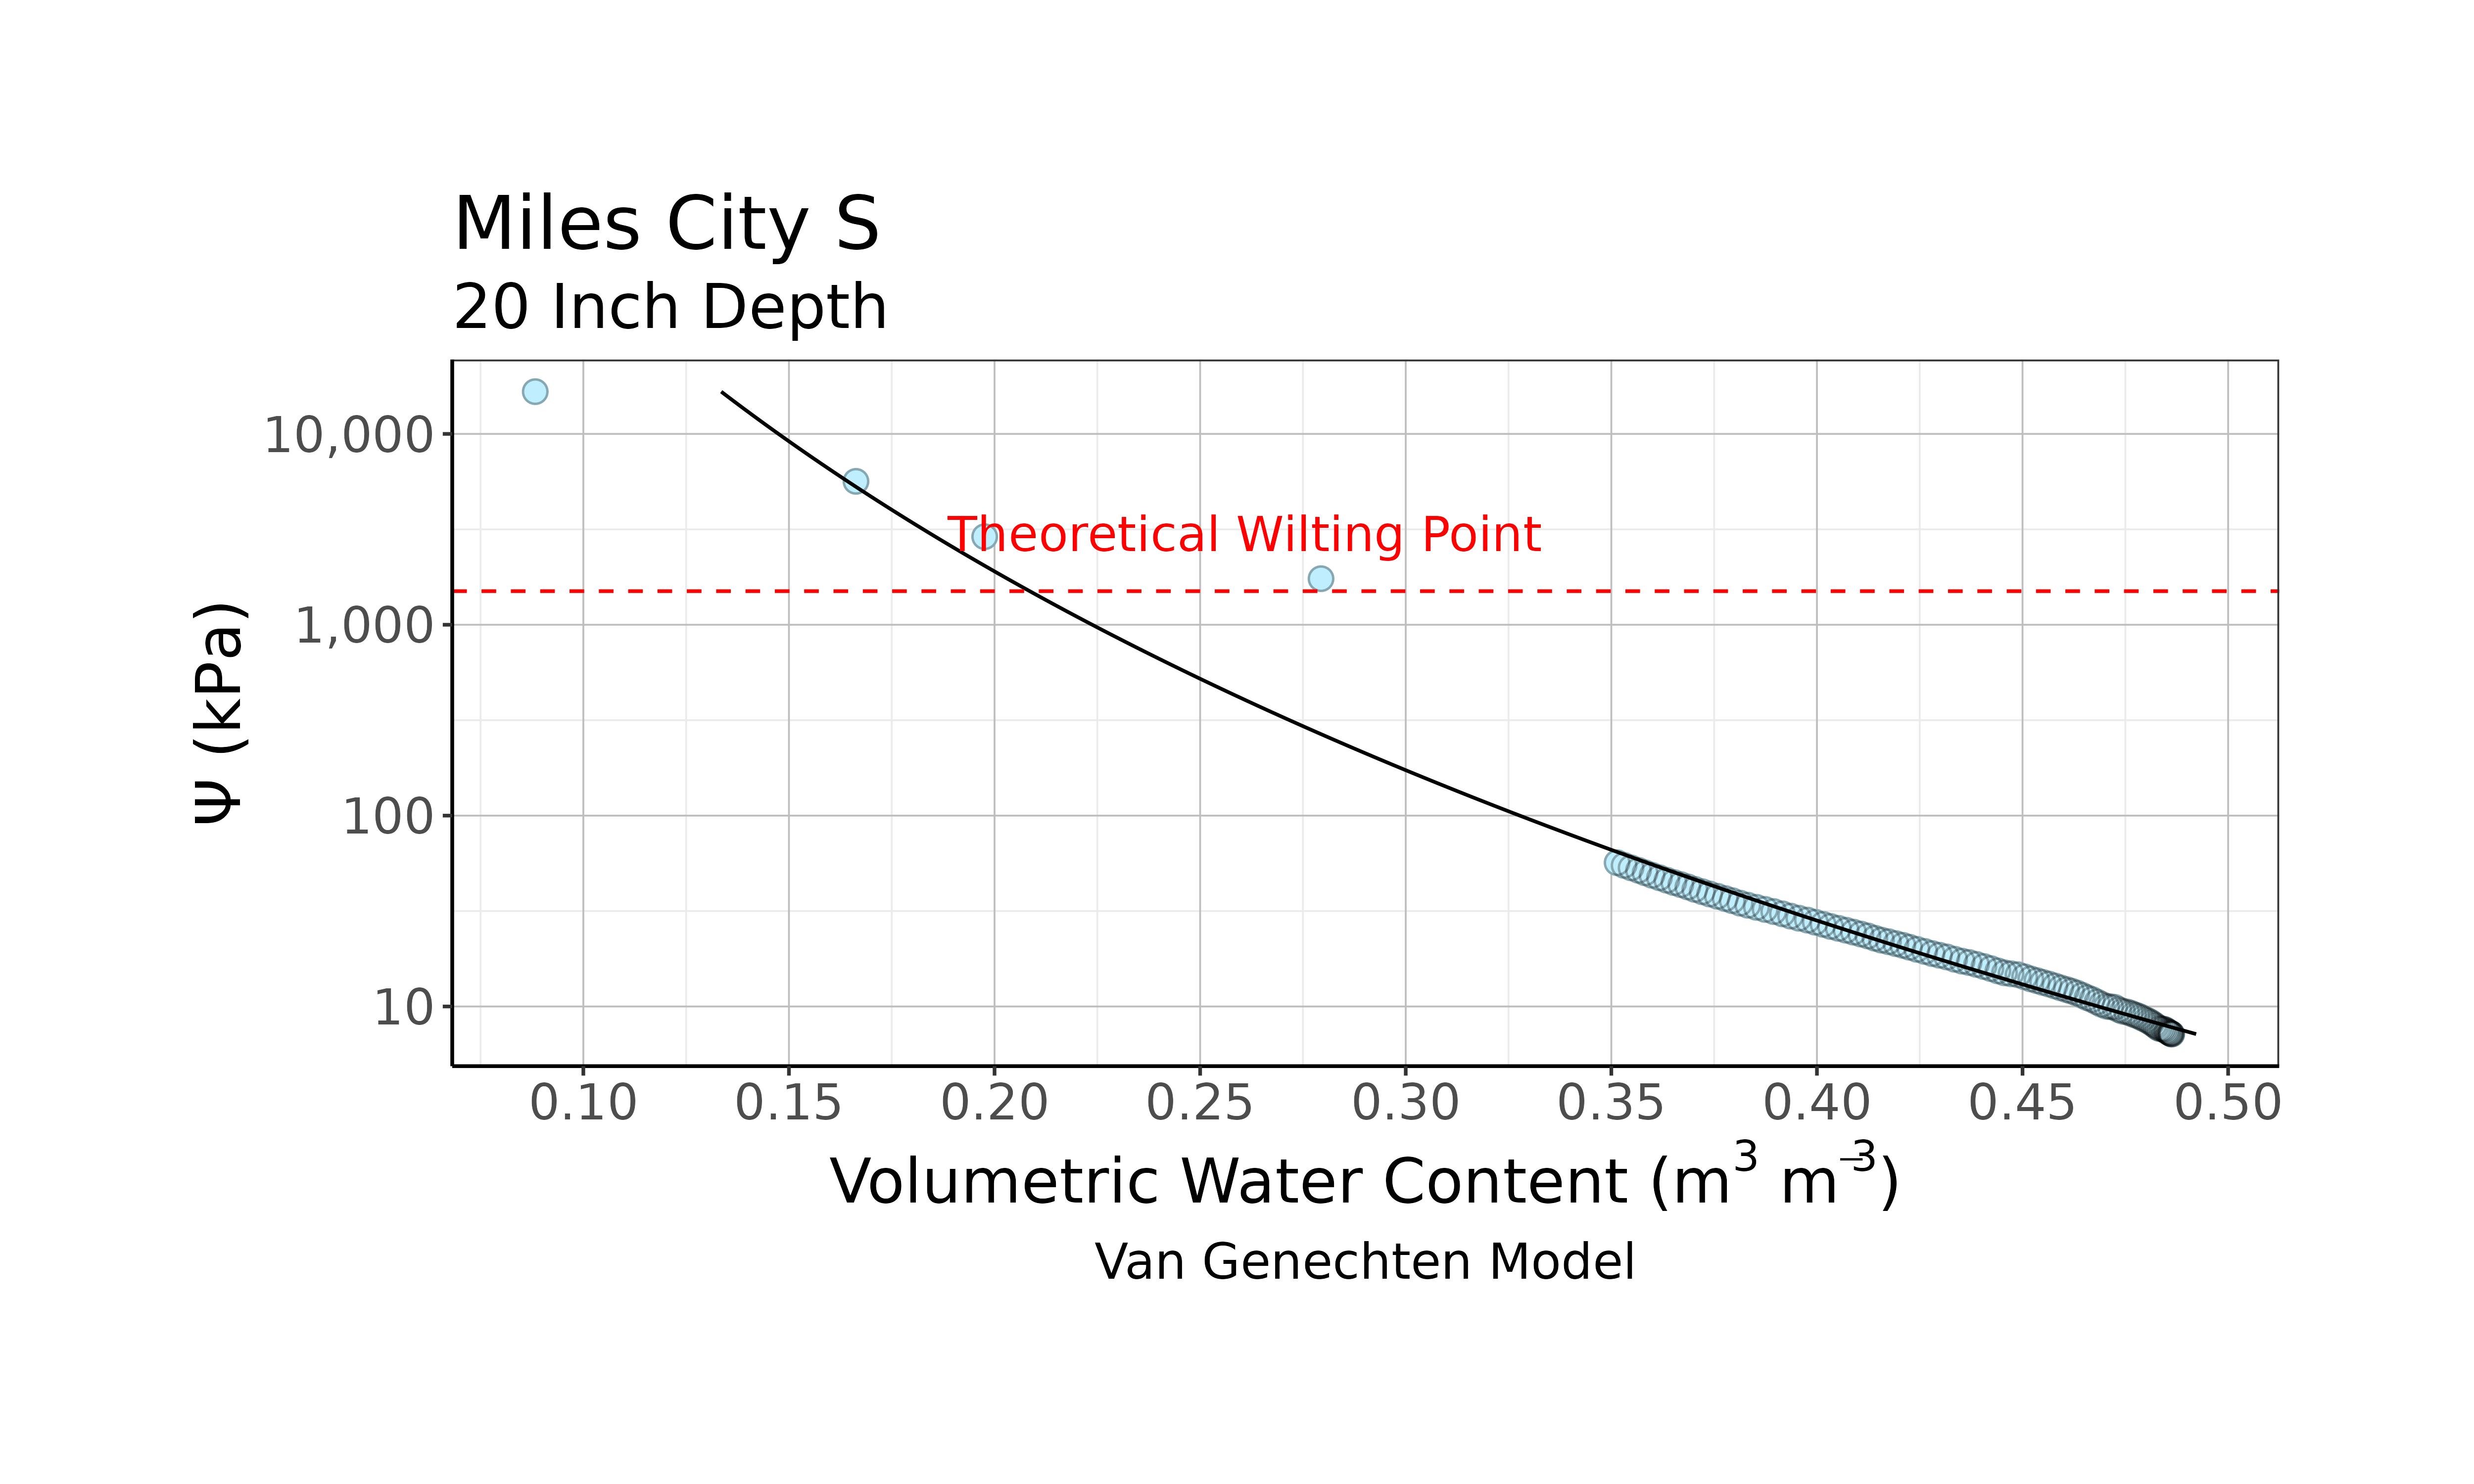 Miles City S
20 Inch Depth
10,000
1,000
100
10
Ψ (kPa)
Theoretical Wilting Point
0.10 0.15 0.20 0.25 0.30 0.35 0.40 0.45 0.50
Volumetric Water Content (m³ m⁻³)
Van Genechten Model